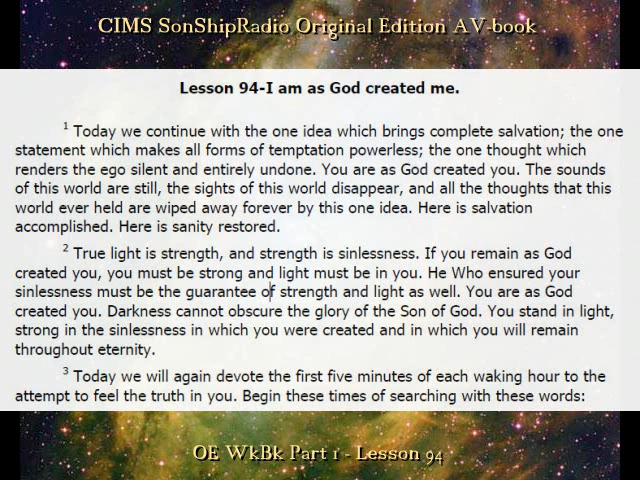 CIMS SonShipRadio Original Edition AV-book
Lesson 94-I am as God created me.
1 Today we continue with the one idea which brings complete salvation; the one
statement which makes all forms of temptation powerless; the one thought which
renders the ego silent and entirely undone. You are as God created you. The sounds
of this world are still, the sights of this world disappear, and all the thoughts that this
world ever held are wiped away forever by this one idea. Here is salvation
accomplished. Here is sanity restored.
2 True light is strength, and strength is sinlessness. If you remain as God
created you, you must be strong and light must be in you. He Who ensured your
sinlessness must be the guarantee of strength and light as well. You are as God
created you. Darkness cannot obscure the glory of the Son of God. You stand in light,
strong in the sinlessness in which you were created and in which you will remain
throughout eternity.
3 Today we will again devote the first five minutes of each waking hour to the
attempt to feel the truth in you. Begin these times of searching with these words:
OE WkBk Part 1 - Lesson 94